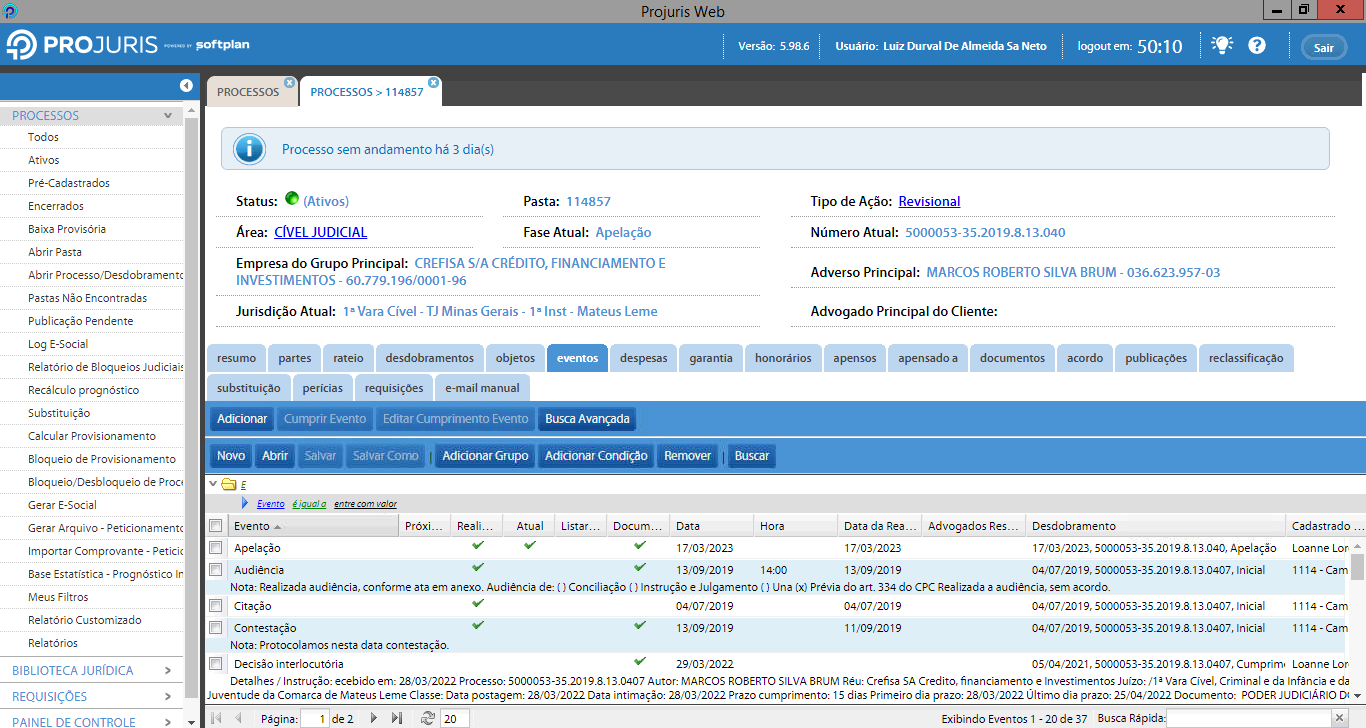 Projuris Web
PROJURIS POWERED BY softplan
Versão: 5.98.6
Usuário: Luiz Durval De Almeida Sa Neto
logout em: 50:10
Sair
PROCESSOS
PROCESSOS > 114857
PROCESSOS
Todos
Ativos
Pré-Cadastrados
Encerrados
Baixa Provisória
Abrir Pasta
Abrir Processo/Desdobramento
Pastas Não Encontradas
Publicação Pendente
Log E-Social
Relatório de Bloqueios Judiciais
Recálculo prognóstico
Substituição
Calcular Provisionamento
Bloqueio de Provisionamento
Bloqueio/Desbloqueio de Proce
Gerar E-Social
Gerar Arquivo - Peticionamento
Importar Comprovante - Peticio
Base Estatística - Prognóstico In
Meus Filtros
Relatório Customizado
Relatórios
BIBLIOTECA JURÍDICA
REQUISIÇÕES
PAINEL DE CONTROLE
Processo sem andamento há 3 dia(s)
Status: (Ativos)
Pasta: 114857
Tipo de Ação: Revisional
Área: CÍVEL JUDICIAL
Fase Atual: Apelação
Número Atual: 5000053-35.2019.8.13.040
Empresa do Grupo Principal: CREFISA S/A CRÉDITO, FINANCIAMENTO E
INVESTIMENTOS - 60.779.196/0001-96
Adverso Principal: MARCOS ROBERTO SILVA BRUM - 036.623.957-03
Jurisdição Atual: 1ª Vara Cível - TJ Minas Gerais - 1ª Inst - Mateus Leme
Advogado Principal do Cliente:
resumo partes rateio desdobramentos objetos eventos despesas garantia honorários apensos apensado a documentos acordo publicações reclassificação
substituição perícias requisições e-mail manual
Adicionar Cumprir Evento Editar Cumprimento Evento Busca Avançada
Novo Abrir Salvar Salvar Como | Adicionar Grupo Adicionar Condição Remover | Buscar
E
Evento é igual a entre com valor
Evento Próxi... Reali... Atual Listar... Docum... Data Hora Data da Rea... Advogados Res... Desdobramento Cadastrado ...
Apelação 17/03/2023 17/03/2023 17/03/2023, 5000053-35.2019.8.13.040, Apelação Loanne Lor
Audiência 13/09/2019 14:00 13/09/2019 04/07/2019, 5000053-35.2019.8.13.0407, Inicial 1114 - Cam
Nota: Realizada audiência, conforme ata em anexo. Audiência de: ( ) Conciliação ( ) Instrução e Julgamento ( ) Una (x) Prévia do art. 334 do CPC Realizada a audiência, sem acordo.
Citação 04/07/2019 04/07/2019 04/07/2019, 5000053-35.2019.8.13.0407, Inicial 1114 - Cam
Contestação 13/09/2019 11/09/2019 04/07/2019, 5000053-35.2019.8.13.0407, Inicial 1114 - Cam
Nota: Protocolamos nesta data contestação.
Decisão interlocutória 29/03/2022 05/04/2021, 5000053-35.2019.8.13.0407, Cumprime Loanne Lor
Detalhes / Instrução: ecebido em: 28/03/2022 Processo: 5000053-35.2019.8.13.0407 Autor: MARCOS ROBERTO SILVA BRUM Réu: Crefisa SA Credito, financiamento e Investimentos Juízo: /1ª Vara Cível, Criminal e da Infância e da
Juventude da Comarca de Mateus Leme Classe: Data postagem: 28/03/2022 Data intimação: 28/03/2022 Prazo cumprimento: 15 dias Primeiro dia prazo: 28/03/2022 Último dia prazo: 25/04/2022 Documento: PODER JUDICIÁRIO DO
Página: 1 de 2 20 Exibindo Eventos 1 - 20 de 37 Busca Rápida: